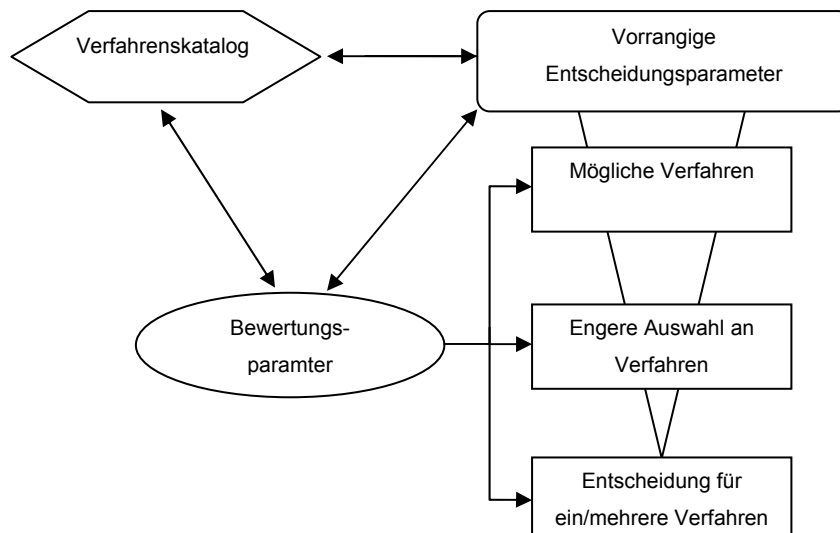 Verfahrenskatalog
Vorrangige
Entscheidungsparameter
Mögliche Verfahren
Bewertungs-
paramter
Engere Auswahl an
Verfahren
Entscheidung für
ein/mehrere Verfahren